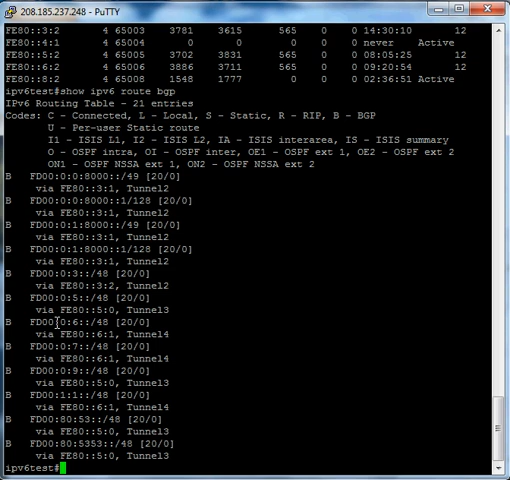 208.185.237.248 - PuTTY
FE80::3:2 4 65003 3781 3615 565 0 0 14:30:10 12
FE80::4:1 4 65004 0 0 0 0 0 never Active
FE80::5:2 4 65005 3702 3831 565 0 0 08:05:25 12
FE80::6:2 4 65006 3886 3711 565 0 0 09:20:54 12
FE80::8:2 4 65008 1548 1777 0 0 0 02:36:51 Active
ipv6test#show ipv6 route bgp
IPv6 Routing Table - 21 entries
Codes: C - Connected, L - Local, S - Static, R - RIP, B - BGP
U - Per-user Static route
I1 - ISIS L1, I2 - ISIS L2, IA - ISIS interarea, IS - ISIS summary
O - OSPF intra, OI - OSPF inter, OE1 - OSPF ext 1, OE2 - OSPF ext 2
ON1 - OSPF NSSA ext 1, ON2 - OSPF NSSA ext 2
B FD00:0:0:8000::/49 [20/0]
via FE80::3:1, Tunnel2
B FD00:0:0:8000::1/128 [20/0]
via FE80::3:1, Tunnel2
B FD00:0:1:8000::/49 [20/0]
via FE80::3:1, Tunnel2
B FD00:0:1:8000::1/128 [20/0]
via FE80::3:1, Tunnel2
B FD00:0:3::/48 [20/0]
via FE80::3:2, Tunnel2
B FD00:0:5::/48 [20/0]
via FE80::5:0, Tunnel3
B FD00:0:6::/48 [20/0]
via FE80::6:1, Tunnel4
B FD00:0:7::/48 [20/0]
via FE80::6:1, Tunnel4
B FD00:0:9::/48 [20/0]
via FE80::5:0, Tunnel3
B FD00:1:1::/48 [20/0]
via FE80::6:1, Tunnel4
B FD00:80:53::/48 [20/0]
via FE80::5:0, Tunnel3
B FD00:80:5353::/48 [20/0]
via FE80::5:0, Tunnel3
ipv6test#